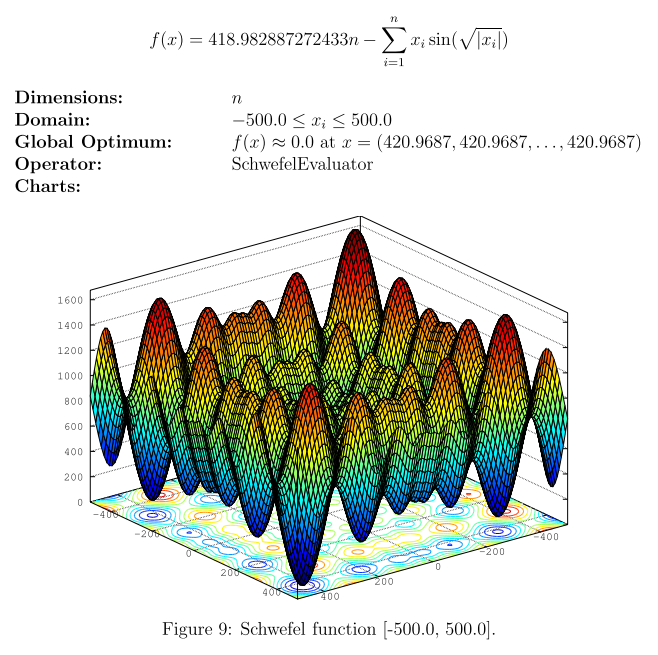 f(x) = 418.982887272433n − ∑_{i=1}^{n} x_i sin(√|x_i|)
Dimensions: n
Domain: −500.0 ≤ x_i ≤ 500.0
Global Optimum: f(x) ≈ 0.0 at x = (420.9687, 420.9687, . . . , 420.9687)
Operator: SchwefelEvaluator
Charts:
1600
1400
1200
1000
800
600
400
200
0
-400
-200
0
200
400
400
200
0
-200
-400
Figure 9: Schwefel function [-500.0, 500.0].